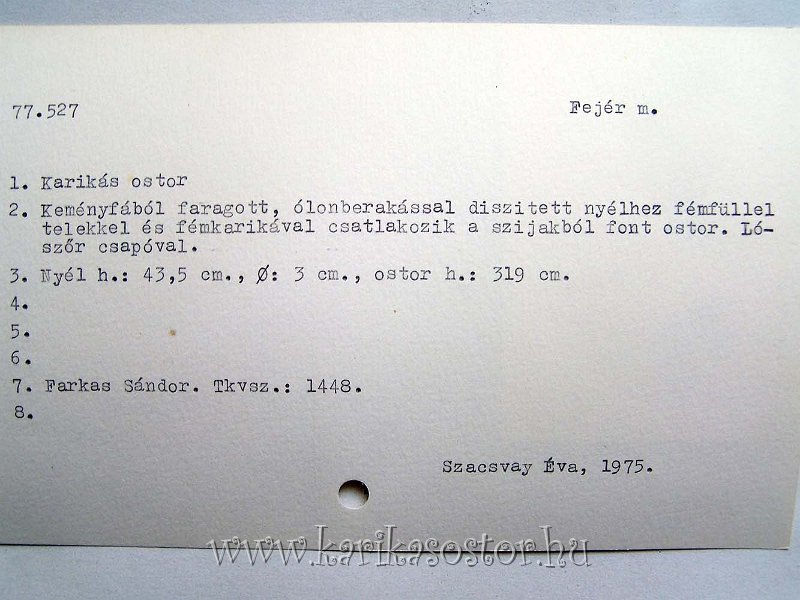 77.527
Fejér m.
1. Karikás ostor
2. Keményfából faragott, ólonberakással diszitett nyélhez fémfüllel
telekkel és fémkarikával csatlakozik a szijakból font ostor. Ló-
szőr csapóval.
3. Nyél h.: 43,5 cm., Ø: 3 cm., ostor h.: 319 cm.
4.
5.
6.
7. Farkas Sándor. Tkvsz.: 1448.
8.
Szacsvay Éva, 1975.
www.karikasostor.hu